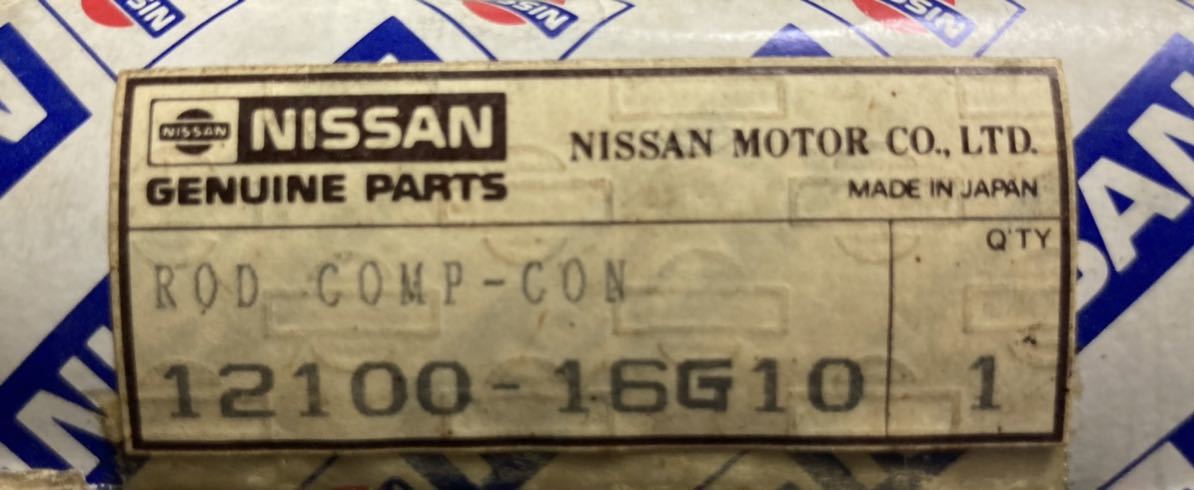 NISSAN NISSAN
GENUINE PARTS
NISSAN MOTOR CO., LTD.
MADE IN JAPAN
Q'TY
ROD COMP-CON
12100-16G10 1